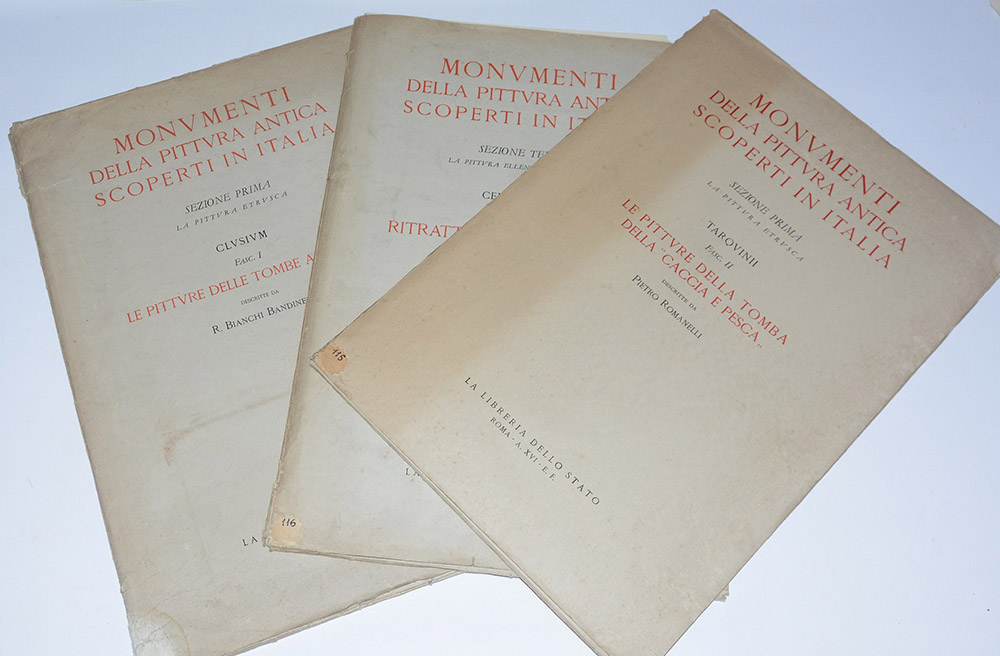 MONVMENTI
DELLA PITTVRA ANTICA
SCOPERTI IN ITALIA
SEZIONE PRIMA
LA PITTVRA ETRVSCA
CLVSIVM
FASC. I
LE PITTVRE DELLE TOMBE A
DESCRITTE DA
R. BIANCHI BANDINE
LA
MONVMENTI
DELLA PITTVRA ANT
SCOPERTI IN IT
SEZIONE TE
LA PITTVRA ELLEN
CE
RITRATT
116
MONVMENTI
DELLA PITTVRA ANTICA
SCOPERTI IN ITALIA
SEZIONE PRIMA
LA PITTVRA ETRVSCA
TARQVINII
FASC. II
LE PITTVRE DELLA TOMBA
DELLA "CACCIA E PESCA"
DESCRITTE DA
PIETRO ROMANELLI
115
LA LIBRERIA DELLO STATO
ROMA - A. XVI - E. F.